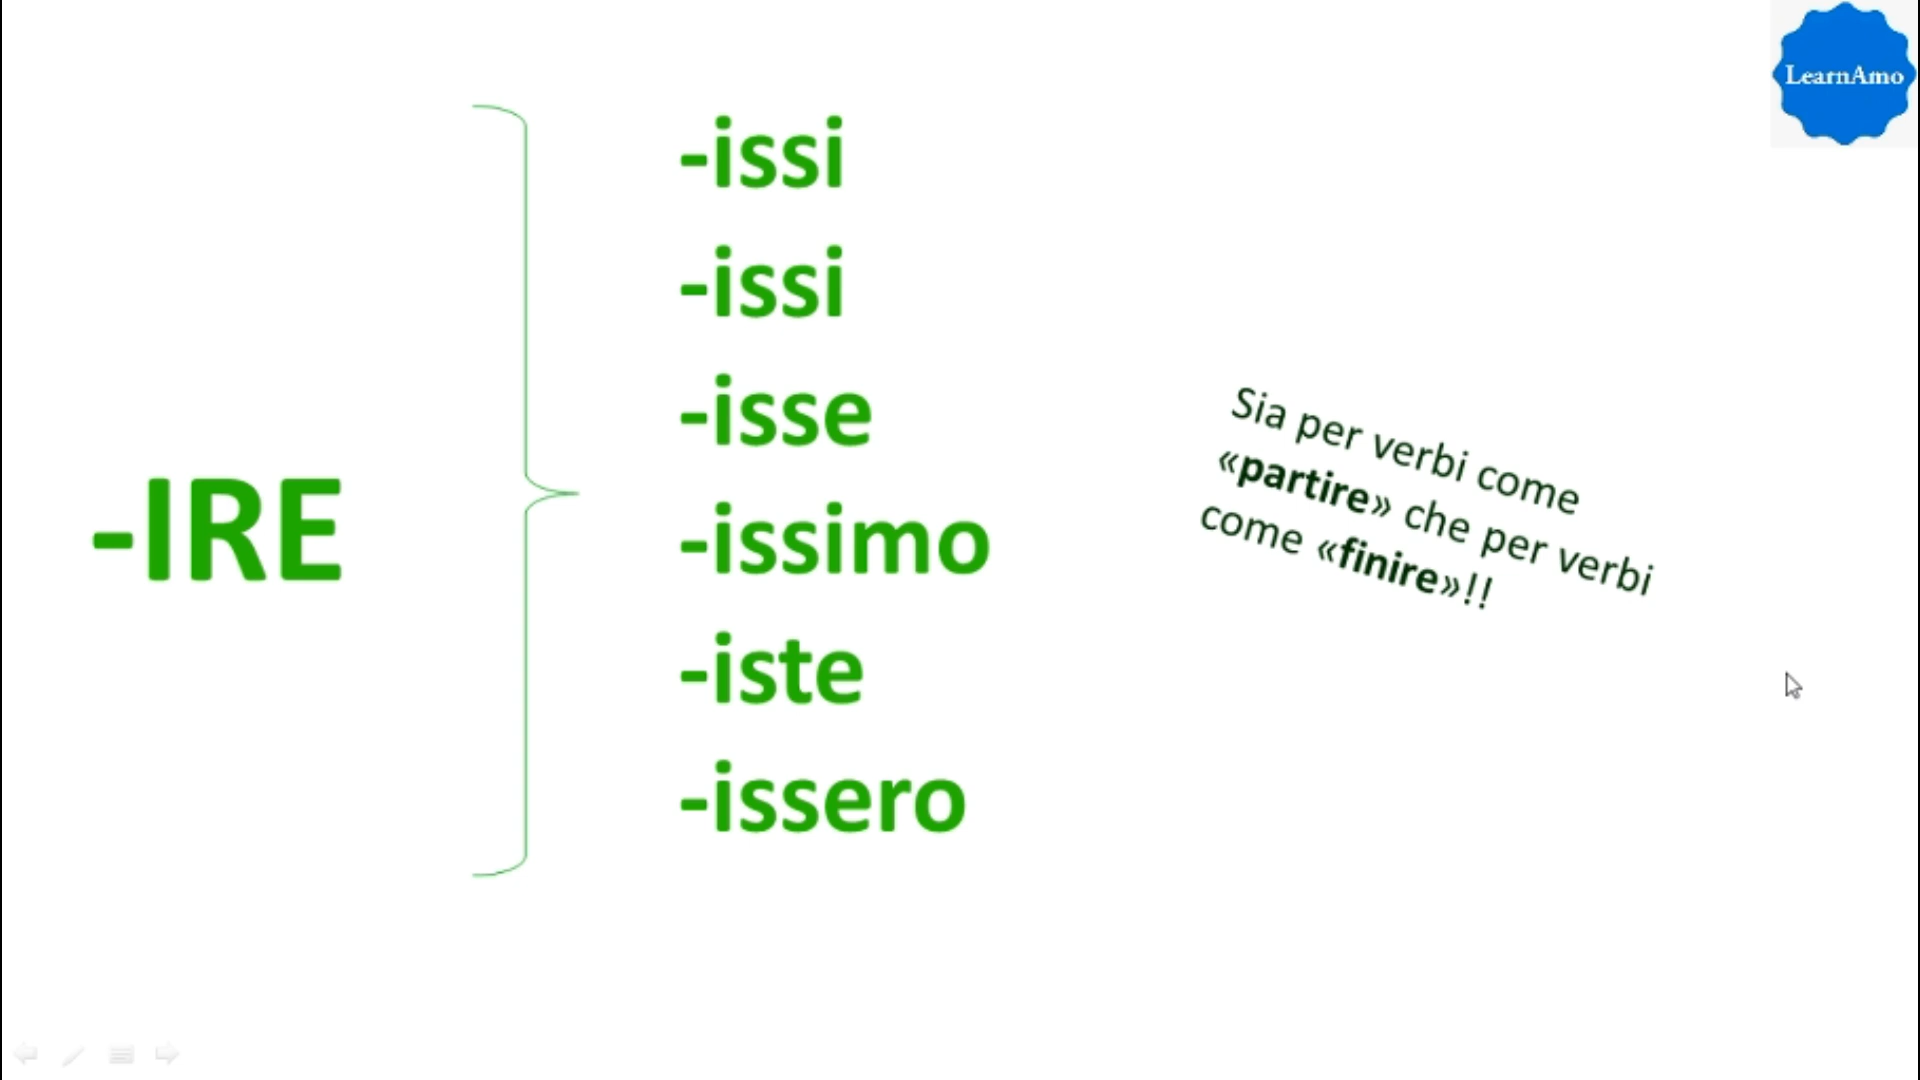 LearnAmo
-IRE
-issi
-issi
-isse
-issimo
-iste
-issero
Sia per verbi come
«partire» che per verbi
come «finire»!!